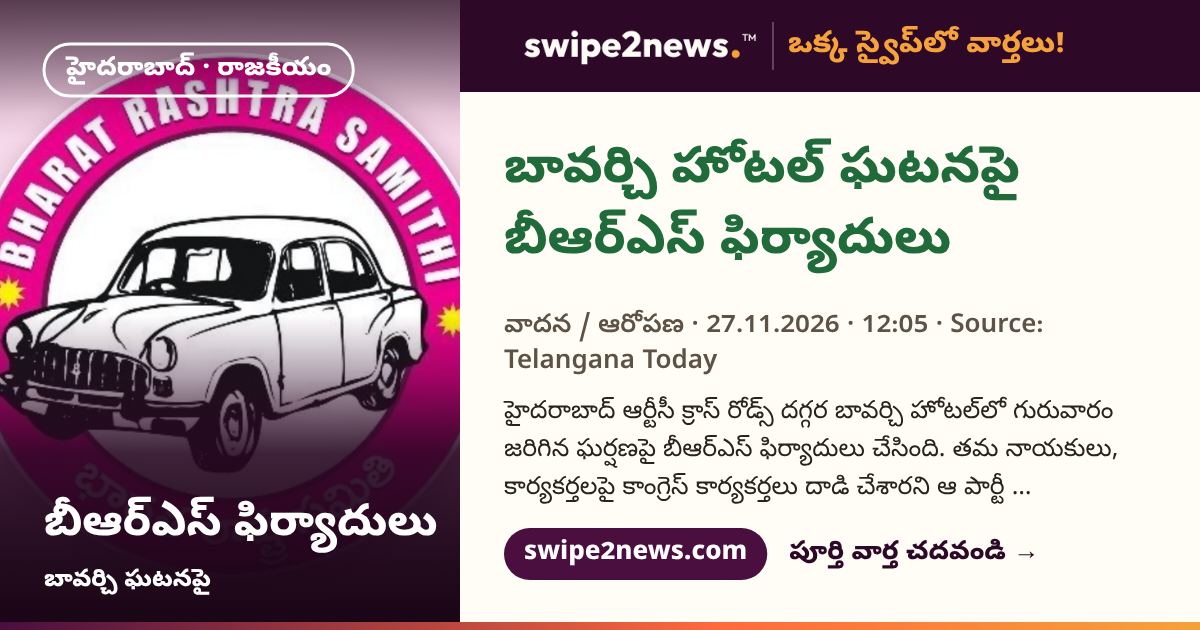 హైదరాబాద్ · రాజకీయం
BHARAT RASHTRA SAMITHI
బీఆర్ఎస్ ఫిర్యాదులు
బావర్చి ఘటనపై
swipe2news.™
ఒక్క స్వైప్‌లో వార్తలు!
బావర్చి హోటల్ ఘటనపై
బీఆర్ఎస్ ఫిర్యాదులు
వాదన / ఆరోపణ · 27.11.2026 · 12:05 · Source:
Telangana Today
హైదరాబాద్ ఆర్టీసీ క్రాస్ రోడ్స్ దగ్గర బావర్చి హోటల్‌లో గురువారం
జరిగిన ఘర్షణపై బీఆర్ఎస్ ఫిర్యాదులు చేసింది. తమ నాయకులు,
కార్యకర్తలపై కాంగ్రెస్ కార్యకర్తలు దాడి చేశారని ఆ పార్టీ ...
swipe2news.com
పూర్తి వార్త చదవండి →